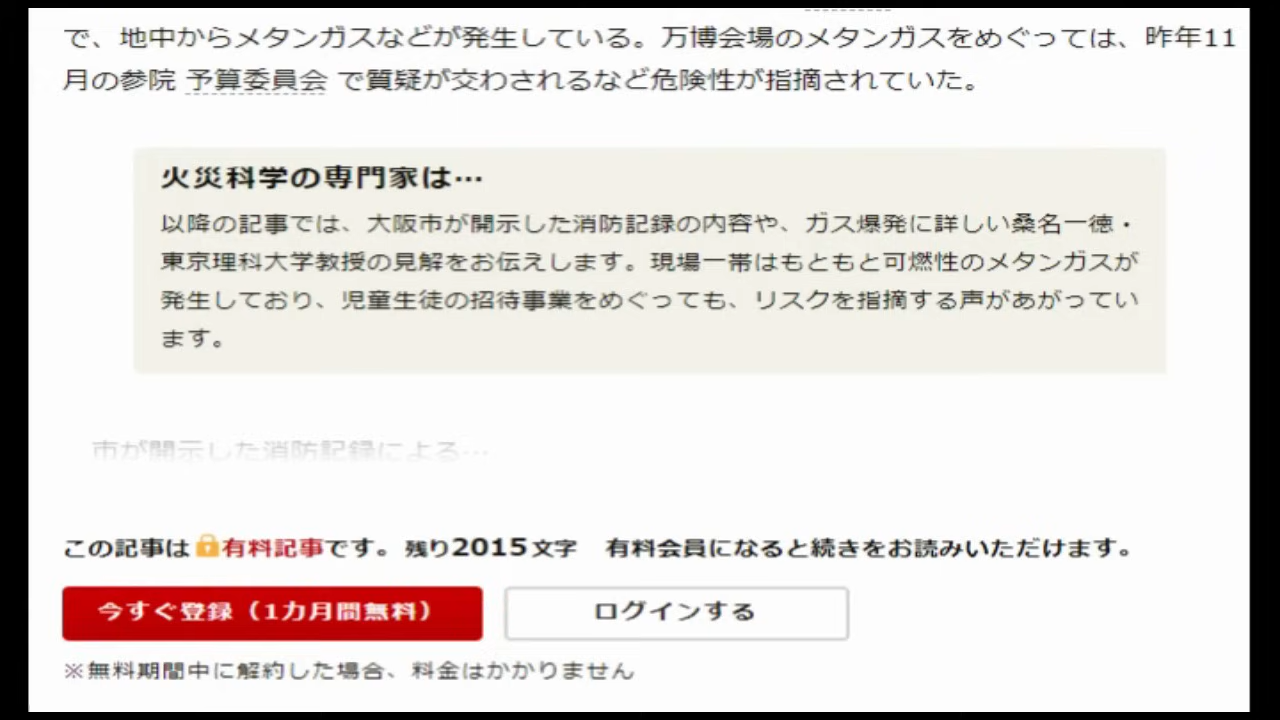 で、地中からメタンガスなどが発生している。万博会場のメタンガスをめぐっては、昨年11
月の参院 予算委員会 で質疑が交わされるなど危険性が指摘されていた。
火災科学の専門家は…
以降の記事では、大阪市が開示した消防記録の内容や、ガス爆発に詳しい桑名一徳・
東京理科大学教授の見解をお伝えします。現場一帯はもともと可燃性のメタンガスが
発生しており、児童生徒の招待事業をめぐっても、リスクを指摘する声があがってい
ます。
市が開示した消防記録による…
この記事は有料記事です。残り2015文字　有料会員になると続きをお読みいただけます。
今すぐ登録（1カ月間無料）
ログインする
※無料期間中に解約した場合、料金はかかりません